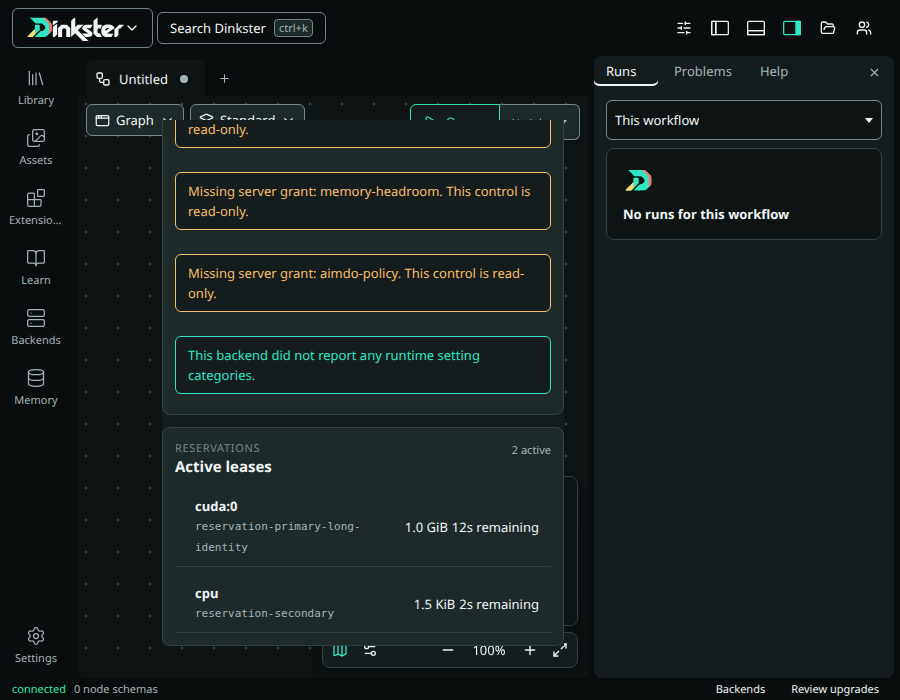 Dinkster
Search Dinkster ctrl+k
Library
Assets
Extensio...
Learn
Backends
Memory
Settings
Untitled
Graph
Standard
read-only.
Missing server grant: memory-headroom. This control is
read-only.
Missing server grant: aimdo-policy. This control is read-
only.
This backend did not report any runtime setting
categories.
RESERVATIONS
Active leases
2 active
cuda:0
reservation-primary-long-
identity
1.0 GiB 12s remaining
cpu
reservation-secondary
1.5 KiB 2s remaining
100%
Runs
Problems
Help
This workflow
No runs for this workflow
connected
0 node schemas
Backends
Review upgrades